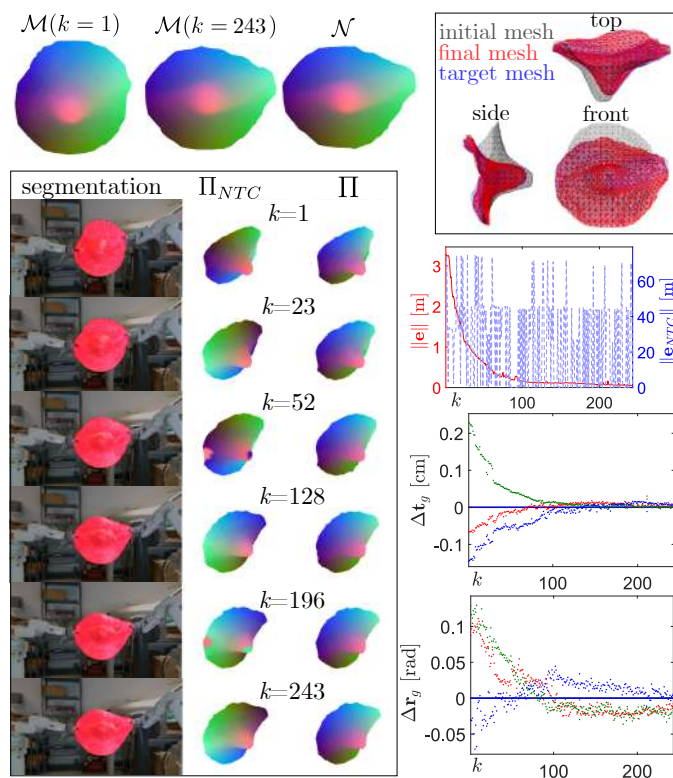 M(k = 1) M(k = 243) N
initial mesh
final mesh
target mesh
top
side
front
segmentation Π_NTC Π
k=1
k=23
k=52
k=128
k=196
k=243
||e|| [m]
3
2
1
0
||e_NTC|| [m]
60
40
20
0
k 100 200
Δt_g [cm]
0.2
0.1
0
-0.1
k 100 200
Δr_g [rad]
0.1
0.05
0
-0.05
k 100 200